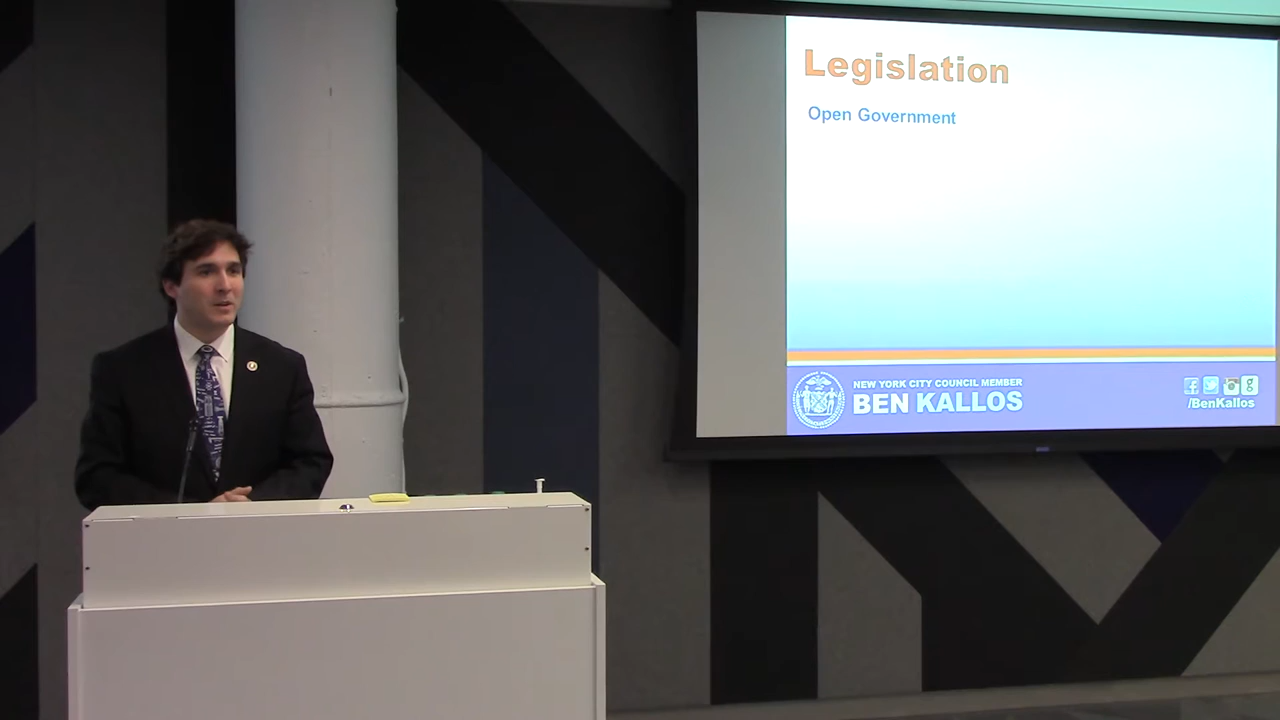 Legislation
Open Government
NEW YORK CITY COUNCIL MEMBER
BEN KALLOS
/BenKallos